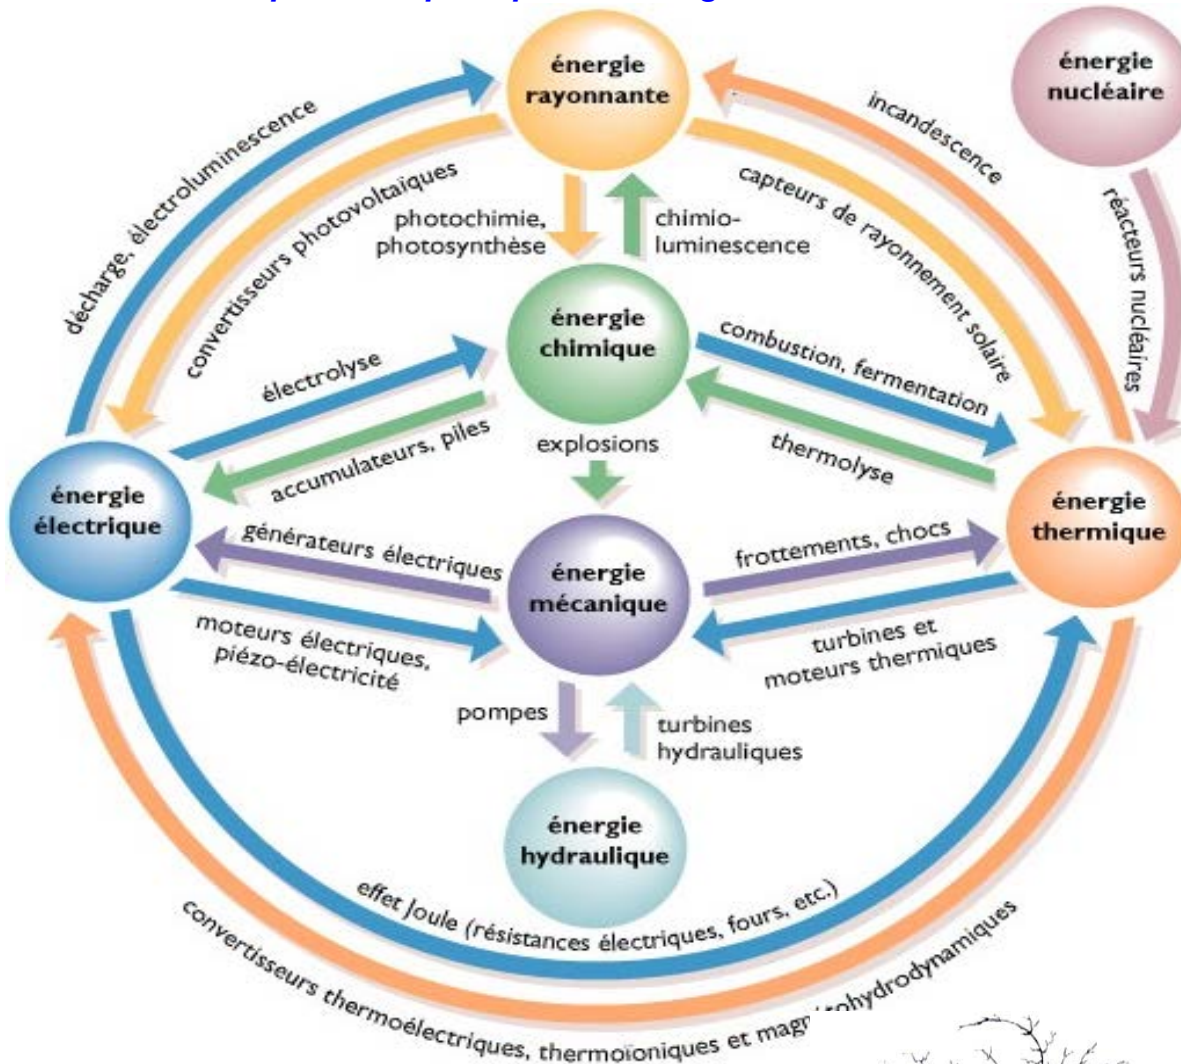 énergie
rayonnante
énergie
nucléaire
décharge, électroluminescence
convertisseurs photovoltaïques
photochimie,
photosynthèse
chimio-
luminescence
capteurs de rayonnement solaire
incandescence
réacteurs nucléaires
énergie
chimique
électrolyse
accumulateurs, piles
combustion, fermentation
thermolyse
explosions
énergie
électrique
énergie
thermique
générateurs électriques
moteurs électriques,
piézo-électricité
énergie
mécanique
frottements, chocs
turbines et
moteurs thermiques
pompes
turbines
hydrauliques
énergie
hydraulique
effet Joule (résistances électriques, fours, etc.)
convertisseurs thermoélectriques, thermoïoniques et magnétohydrodynamiques